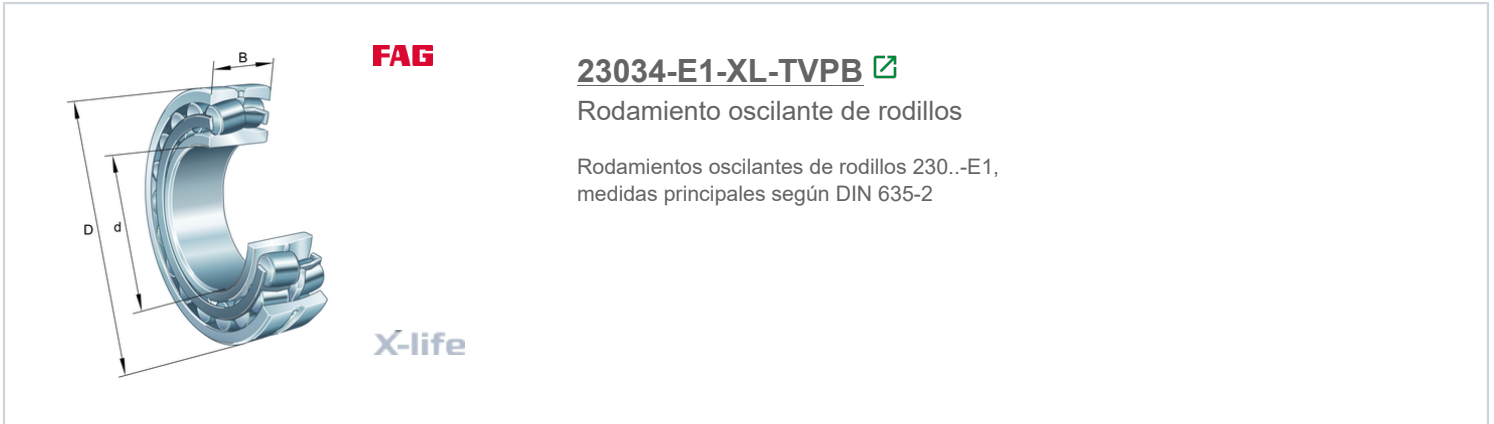 B
D
d
FAG
X-life
23034-E1-XL-TVPB
Rodamiento oscilante de rodillos
Rodamientos oscilantes de rodillos 230..-E1,
medidas principales según DIN 635-2